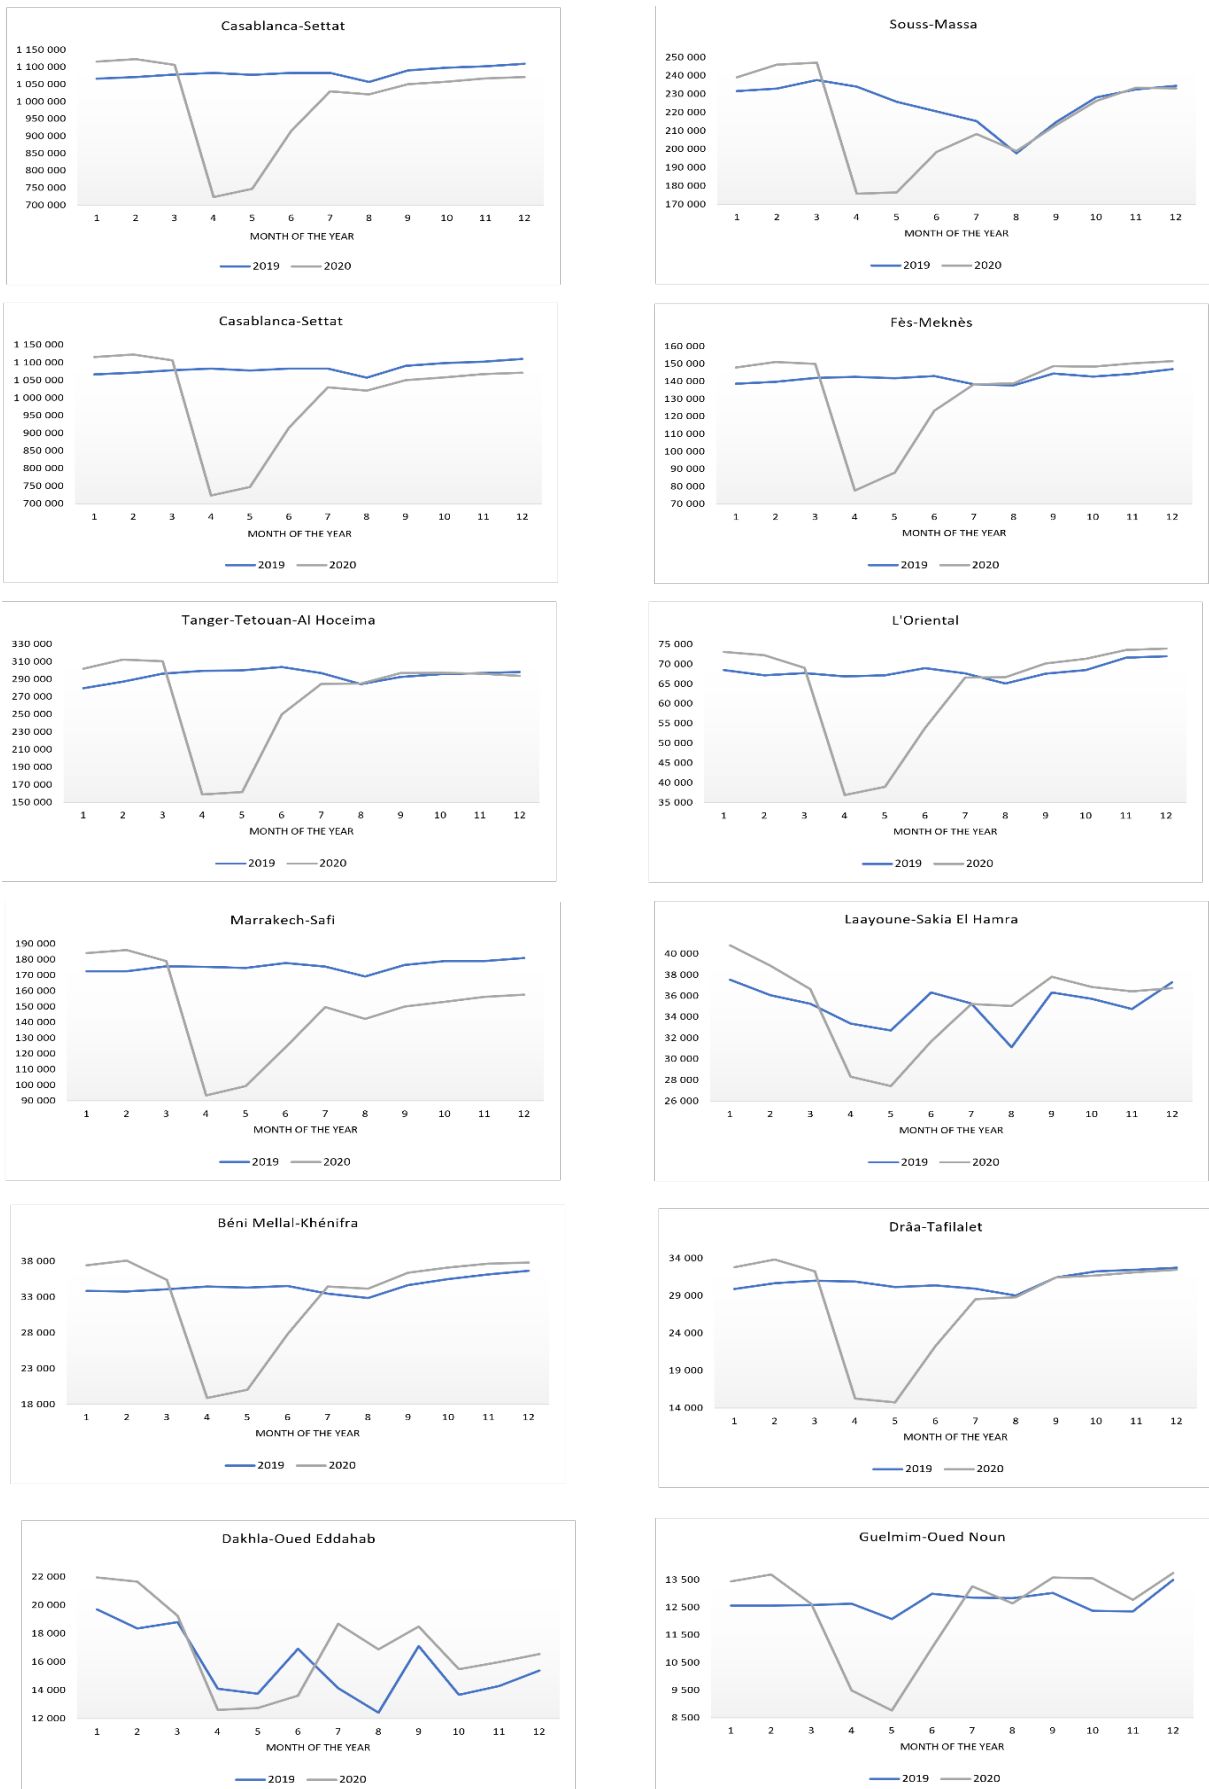 Casablanca-Settat
1 150 000
1 100 000
1 050 000
1 000 000
950 000
900 000
850 000
800 000
750 000
700 000
1 2 3 4 5 6 7 8 9 10 11 12
MONTH OF THE YEAR
2019 2020
Souss-Massa
250 000
240 000
230 000
220 000
210 000
200 000
190 000
180 000
170 000
1 2 3 4 5 6 7 8 9 10 11 12
MONTH OF THE YEAR
2019 2020
Casablanca-Settat
1 150 000
1 100 000
1 050 000
1 000 000
950 000
900 000
850 000
800 000
750 000
700 000
1 2 3 4 5 6 7 8 9 10 11 12
MONTH OF THE YEAR
2019 2020
Fès-Meknès
160 000
150 000
140 000
130 000
120 000
110 000
100 000
90 000
80 000
70 000
1 2 3 4 5 6 7 8 9 10 11 12
MONTH OF THE YEAR
2019 2020
Tanger-Tetouan-Al Hoceima
330 000
310 000
290 000
270 000
250 000
230 000
210 000
190 000
170 000
150 000
1 2 3 4 5 6 7 8 9 10 11 12
MONTH OF THE YEAR
2019 2020
L'Oriental
75 000
70 000
65 000
60 000
55 000
50 000
45 000
40 000
35 000
1 2 3 4 5 6 7 8 9 10 11 12
MONTH OF THE YEAR
2019 2020
Marrakech-Safi
190 000
180 000
170 000
160 000
150 000
140 000
130 000
120 000
110 000
100 000
90 000
1 2 3 4 5 6 7 8 9 10 11 12
MONTH OF THE YEAR
2019 2020
Laayoune-Sakia El Hamra
40 000
38 000
36 000
34 000
32 000
30 000
28 000
26 000
1 2 3 4 5 6 7 8 9 10 11 12
MONTH OF THE YEAR
2019 2020
Béni Mellal-Khénifra
38 000
33 000
28 000
23 000
18 000
1 2 3 4 5 6 7 8 9 10 11 12
MONTH OF THE YEAR
2019 2020
Drâa-Tafilalet
34 000
29 000
24 000
19 000
14 000
1 2 3 4 5 6 7 8 9 10 11 12
MONTH OF THE YEAR
2019 2020
Dakhla-Oued Eddahab
22 000
20 000
18 000
16 000
14 000
12 000
1 2 3 4 5 6 7 8 9 10 11 12
MONTH OF THE YEAR
2019 2020
Guelmim-Oued Noun
13 500
12 500
11 500
10 500
9 500
8 500
1 2 3 4 5 6 7 8 9 10 11 12
MONTH OF THE YEAR
2019 2020